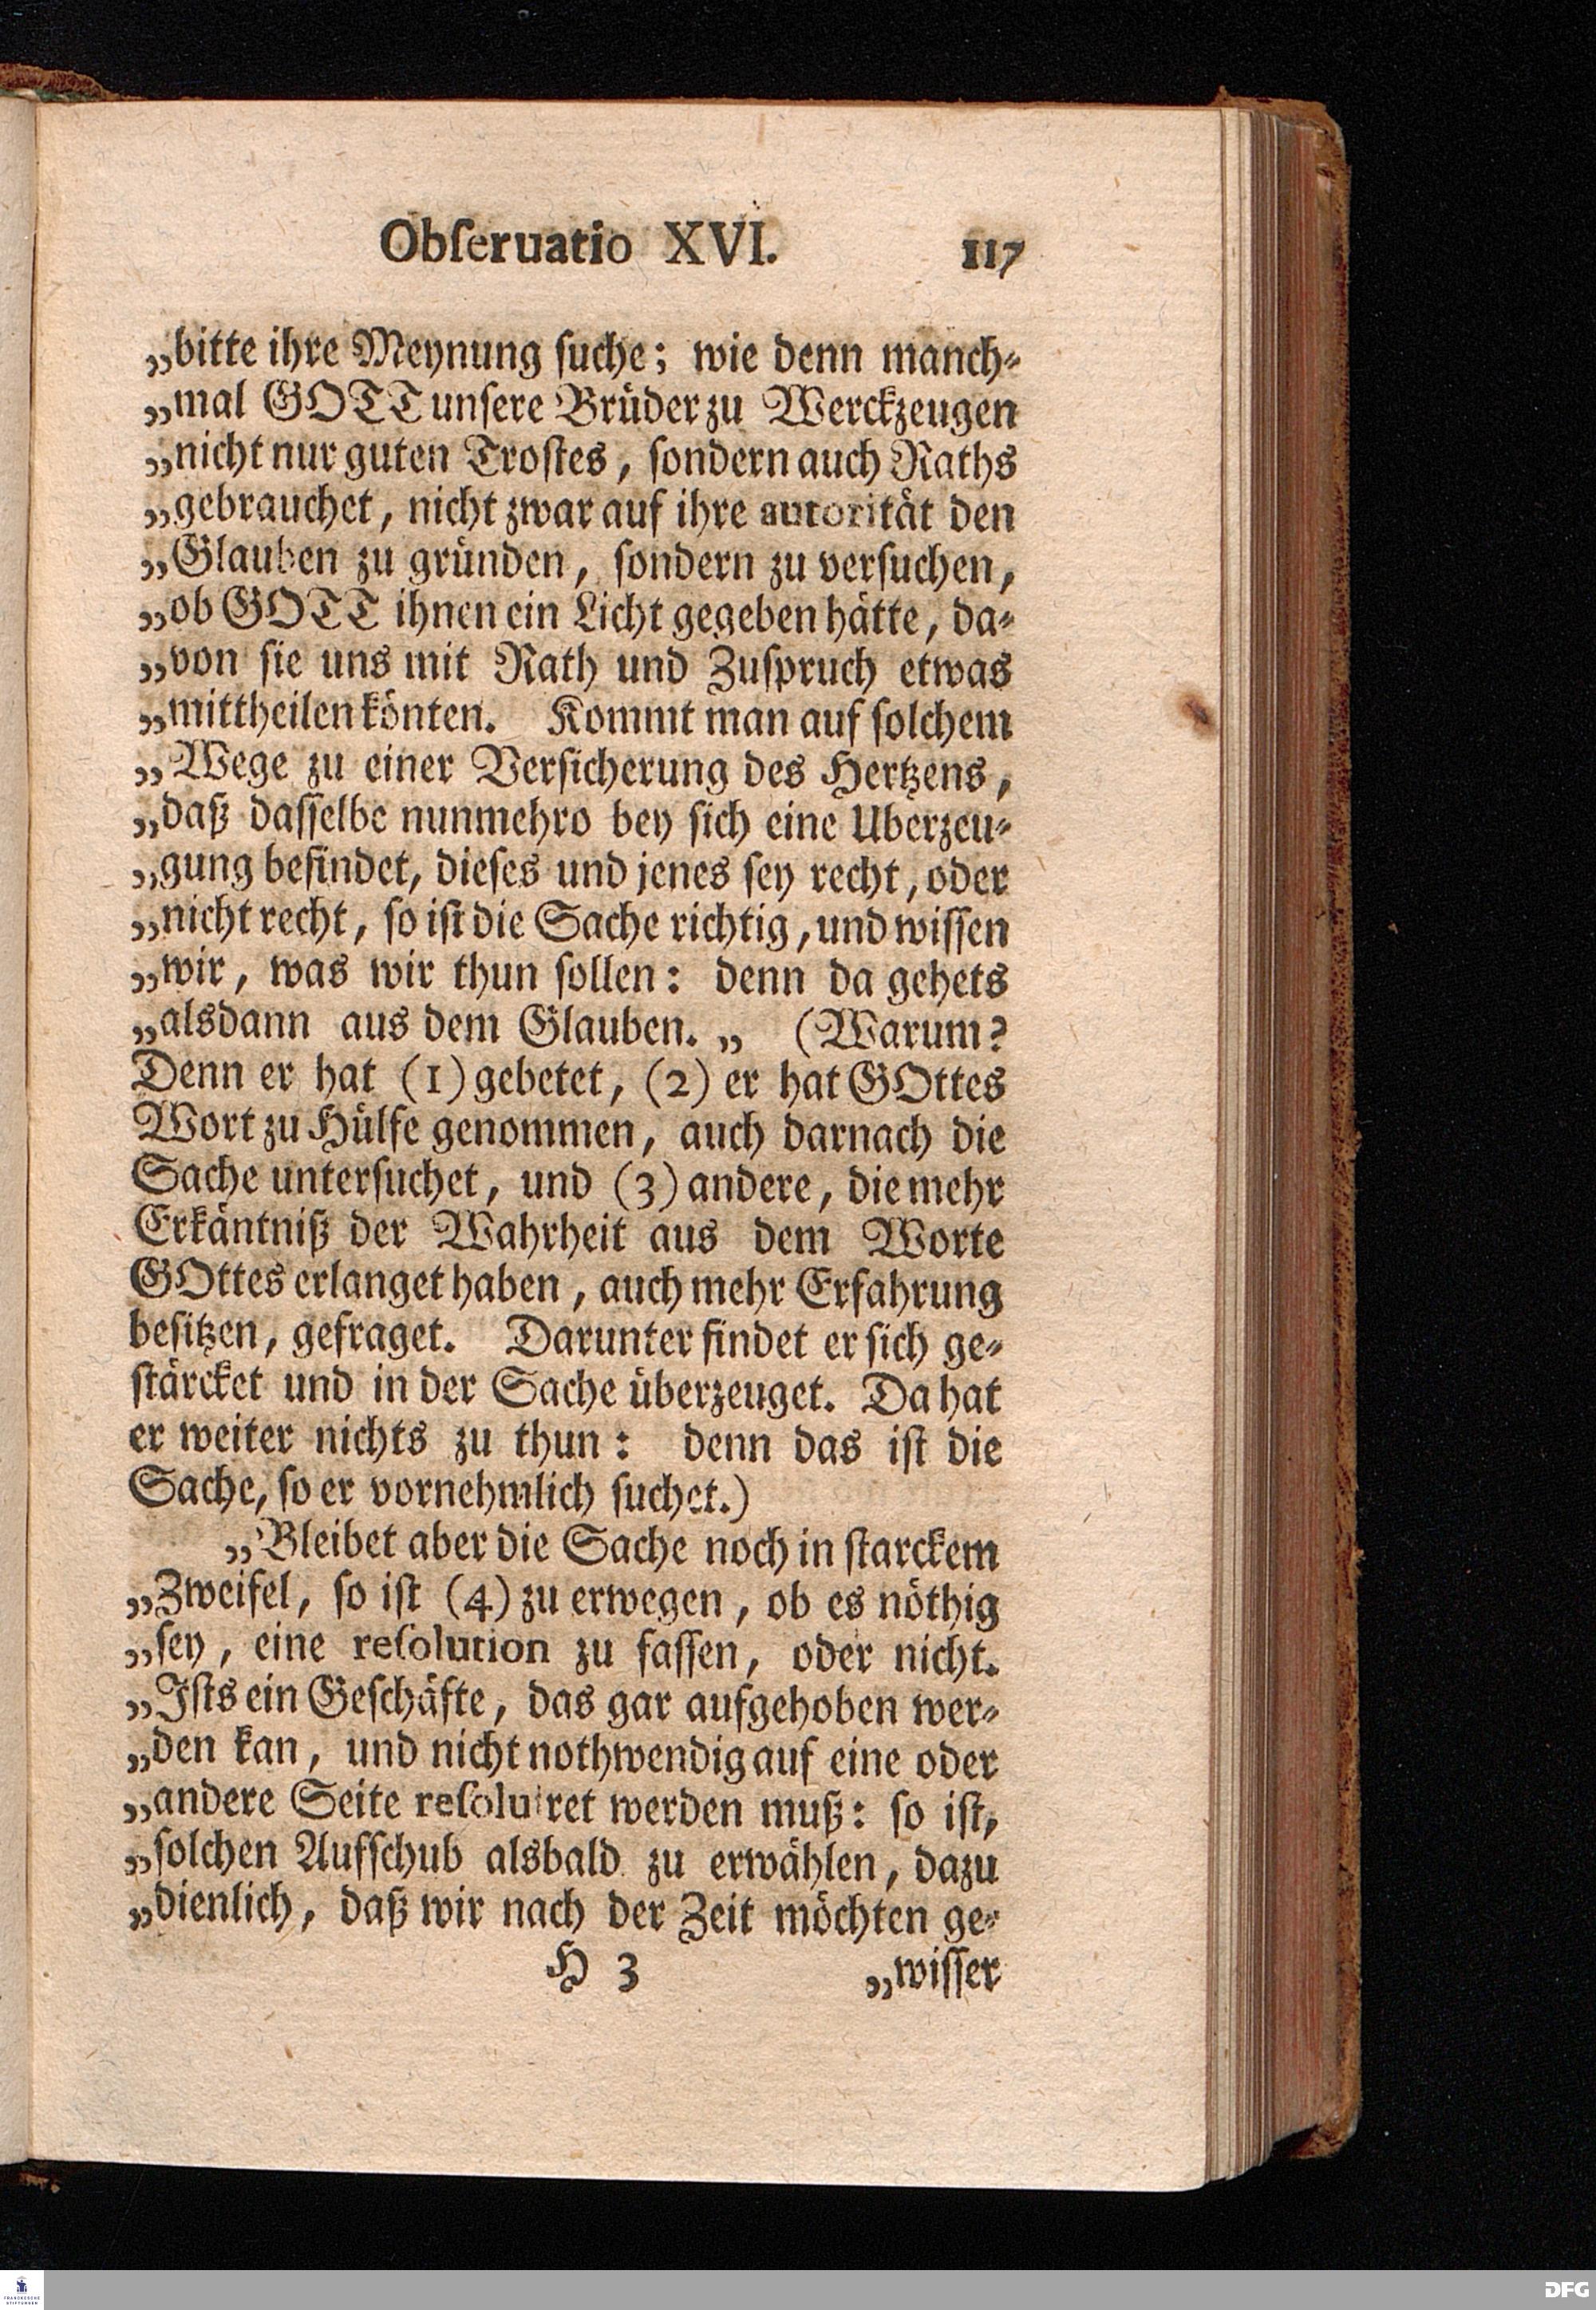 Obſeruatio XVI. 117
„bitte ihre Meynung ſuche; wie denn manch⸗
„mal GOTT unſere Brüder zu Werckzeugen
„nicht nur guten Troſtes, ſondern auch Raths
„gebrauchet, nicht zwar auf ihre autorität den
„Glauben zu gründen, ſondern zu verſuchen,
„ob GOTT ihnen ein Licht gegeben hätte, da⸗
„von ſie uns mit Rath und Zuſpruch etwas
„mittheilen könten. Kommt man auf ſolchem
„Wege zu einer Verſicherung des Hertzens,
„daß daſſelbe nunmehro bey ſich eine Uberzeu⸗
„gung befindet, dieſes und jenes ſey recht, oder
„nicht recht, ſo iſt die Sache richtig, und wiſſen
„wir, was wir thun ſollen: denn da gehets
„alsdann aus dem Glauben. „ (Warum?
Denn er hat (1) gebetet, (2) er hat GOttes
Wort zu Hülfe genommen, auch darnach die
Sache unterſuchet, und (3) andere, die mehr
Erkäntniß der Wahrheit aus dem Worte
GOttes erlanget haben, auch mehr Erfahrung
beſitzen, gefraget. Darunter findet er ſich ge⸗
ſtärcket und in der Sache überzeuget. Da hat
er weiter nichts zu thun: denn das iſt die
Sache, ſo er vornehmlich ſuchet.)
„Bleibet aber die Sache noch in ſtarckem
„Zweifel, ſo iſt (4) zu erwegen, ob es nöthig
„ſey, eine reſolution zu faſſen, oder nicht.
„Iſts ein Geſchäfte, das gar aufgehoben wer⸗
„den kan, und nicht nothwendig auf eine oder
„andere Seite reſoluiret werden muß: ſo iſt,
„ſolchen Aufſchub alsbald zu erwählen, dazu
„dienlich, daß wir nach der Zeit möchten ge⸗
H 3 „wiſſer
FRANCKESCHE
STIFTUNGEN
DFG